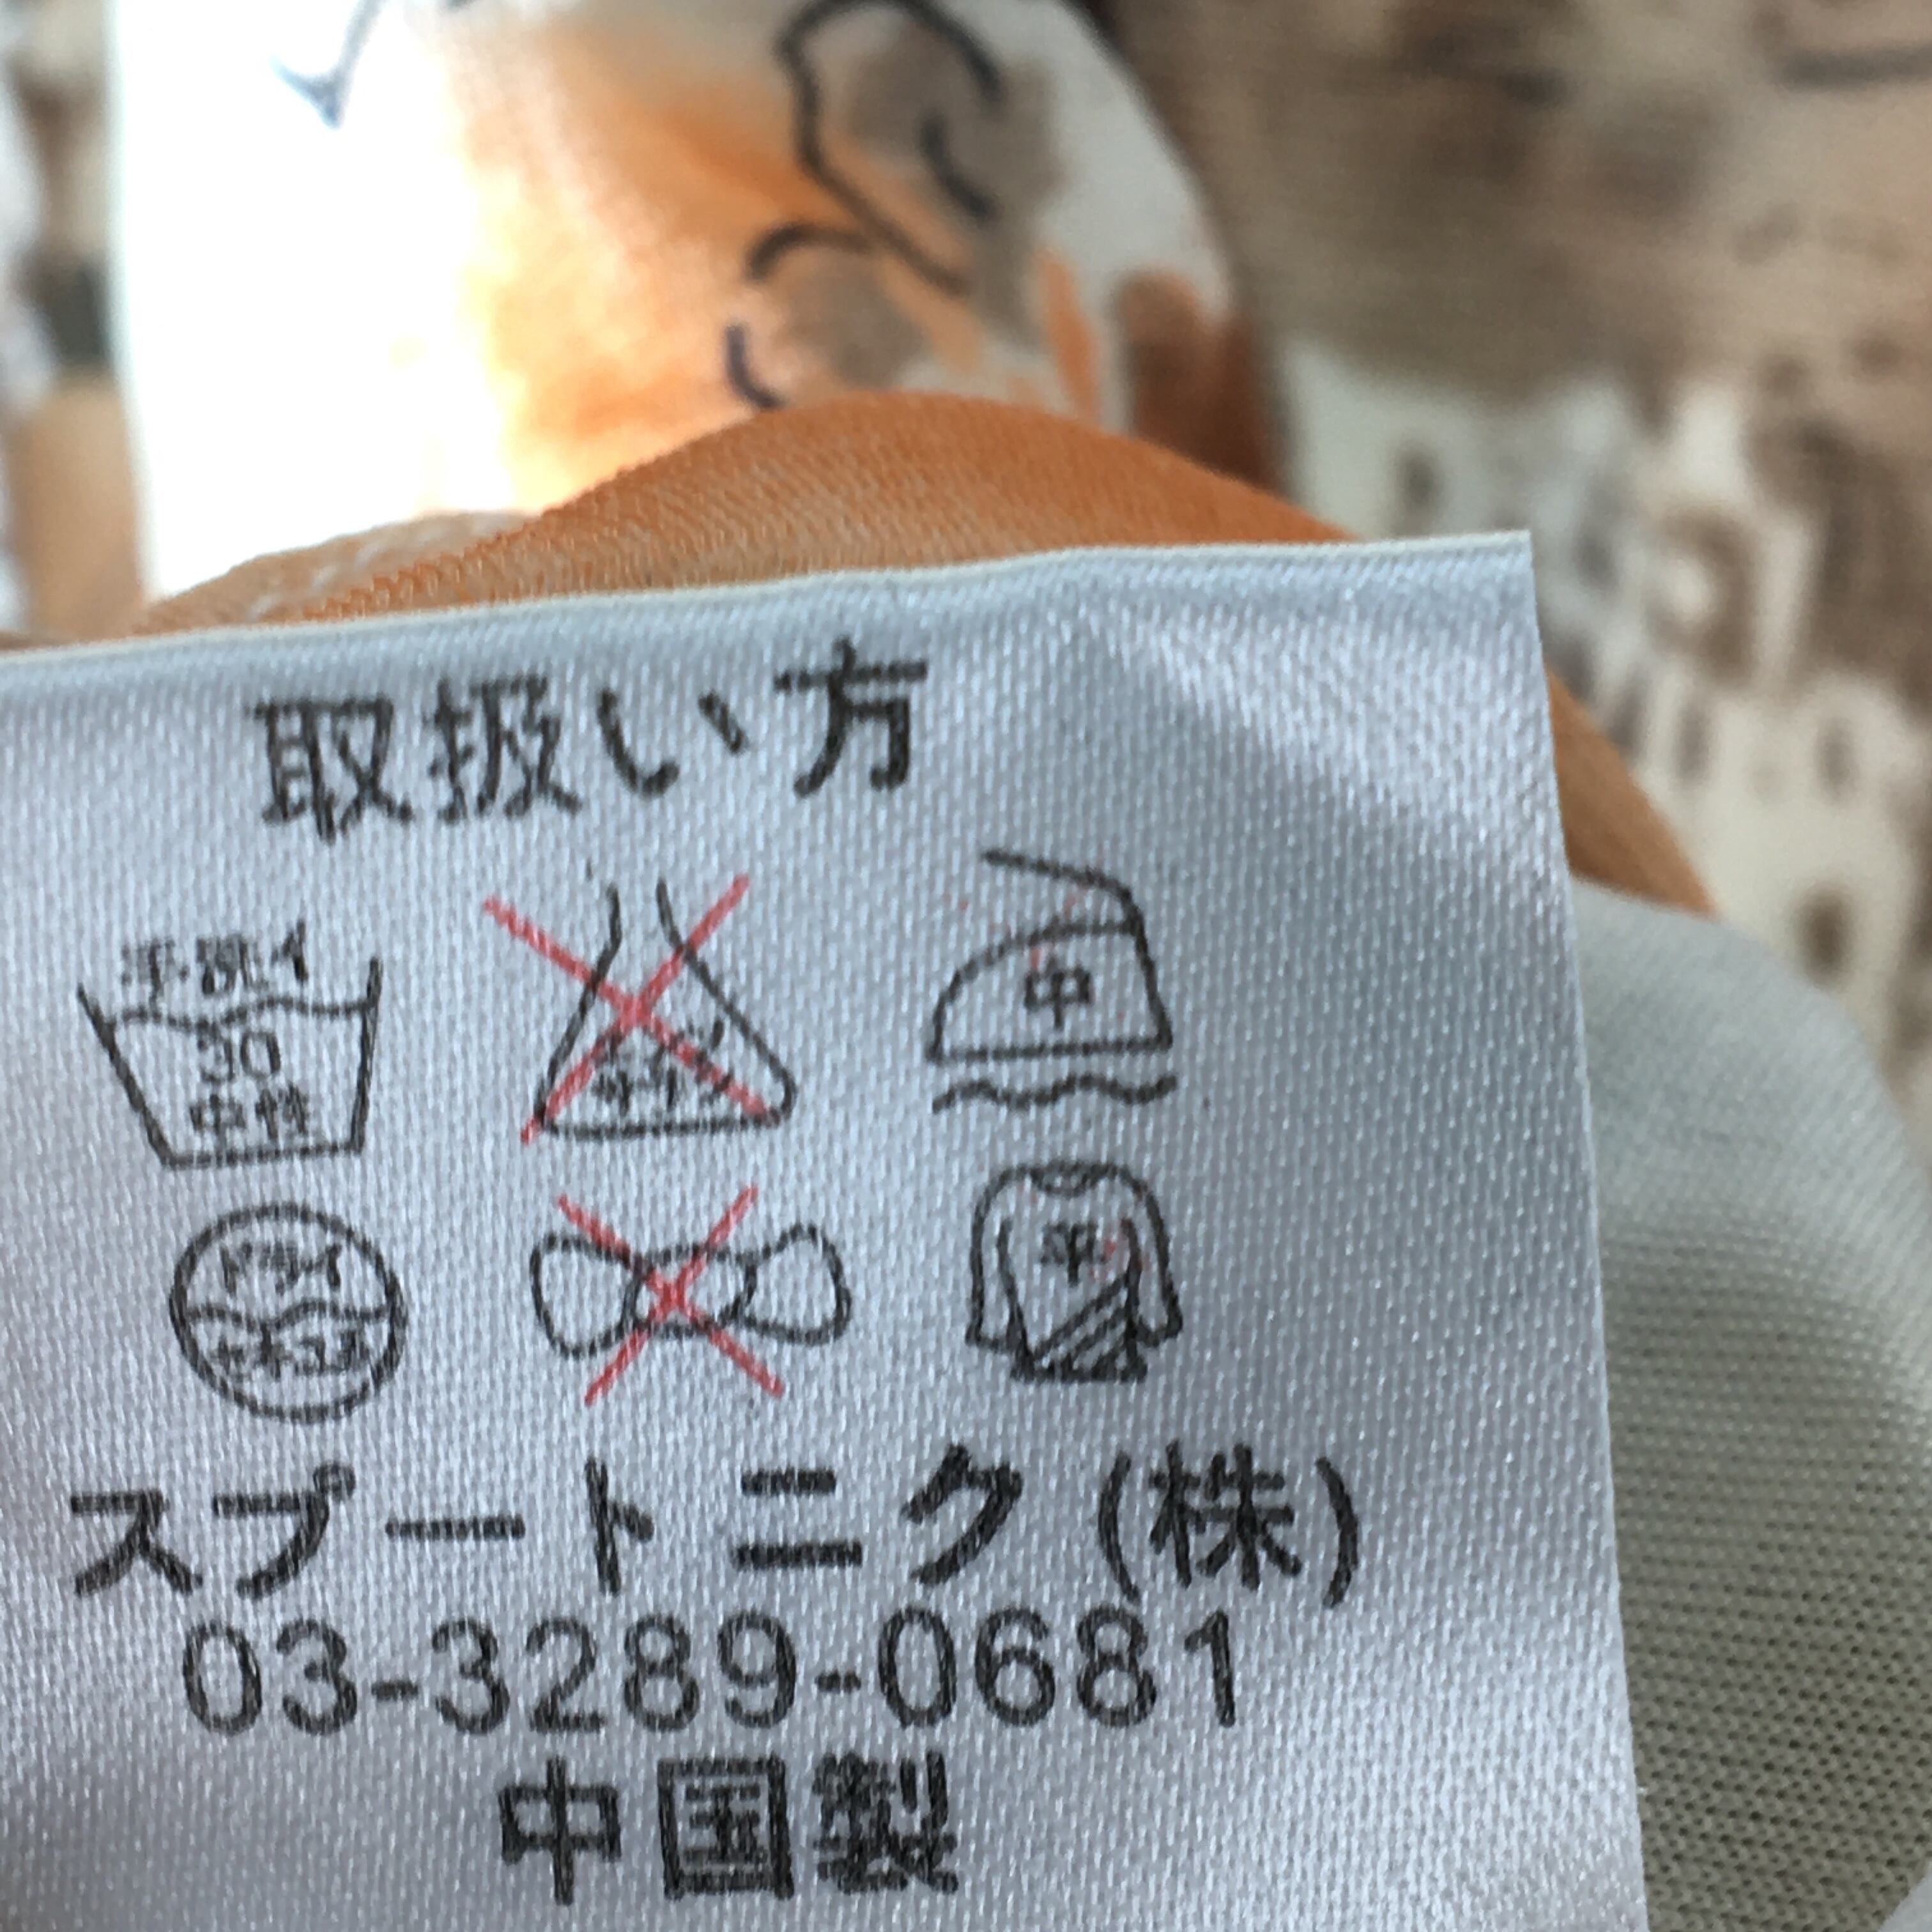 取扱い方
手洗イ
30
中性
中
ドライ
平
スプートニク(株)
03-3289-0681
中国製